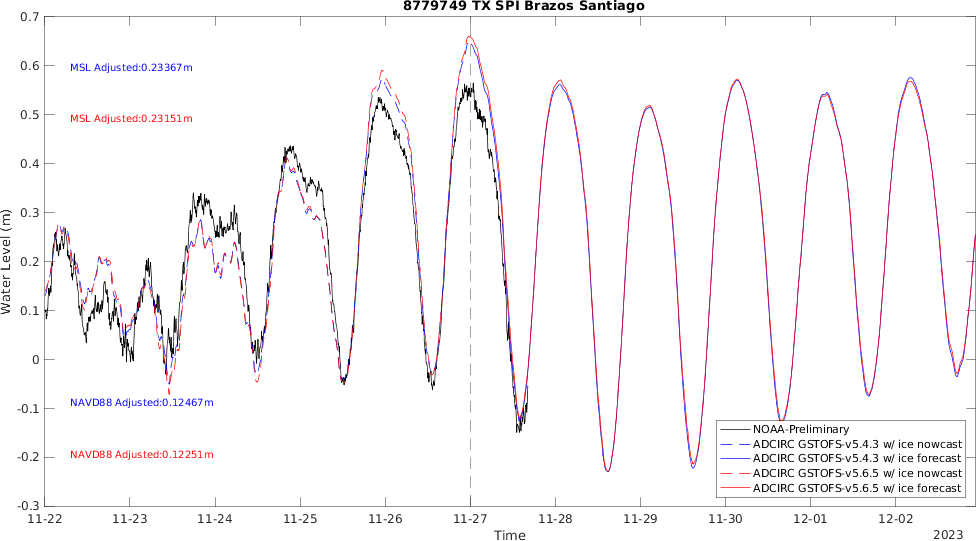 8779749 TX SPI Brazos Santiago
0.7
0.6
0.5
0.4
0.3
0.2
0.1
0
-0.1
-0.2
-0.3
Water Level (m)
MSL Adjusted:0.23367m
MSL Adjusted:0.23151m
NAVD88 Adjusted:0.12467m
NAVD88 Adjusted:0.12251m
NOAA-Preliminary
ADCIRC GSTOFS-v5.4.3 w/ ice nowcast
ADCIRC GSTOFS-v5.4.3 w/ ice forecast
ADCIRC GSTOFS-v5.6.5 w/ ice nowcast
ADCIRC GSTOFS-v5.6.5 w/ ice forecast
11-22 11-23 11-24 11-25 11-26 11-27 11-28 11-29 11-30 12-01 12-02
Time
2023